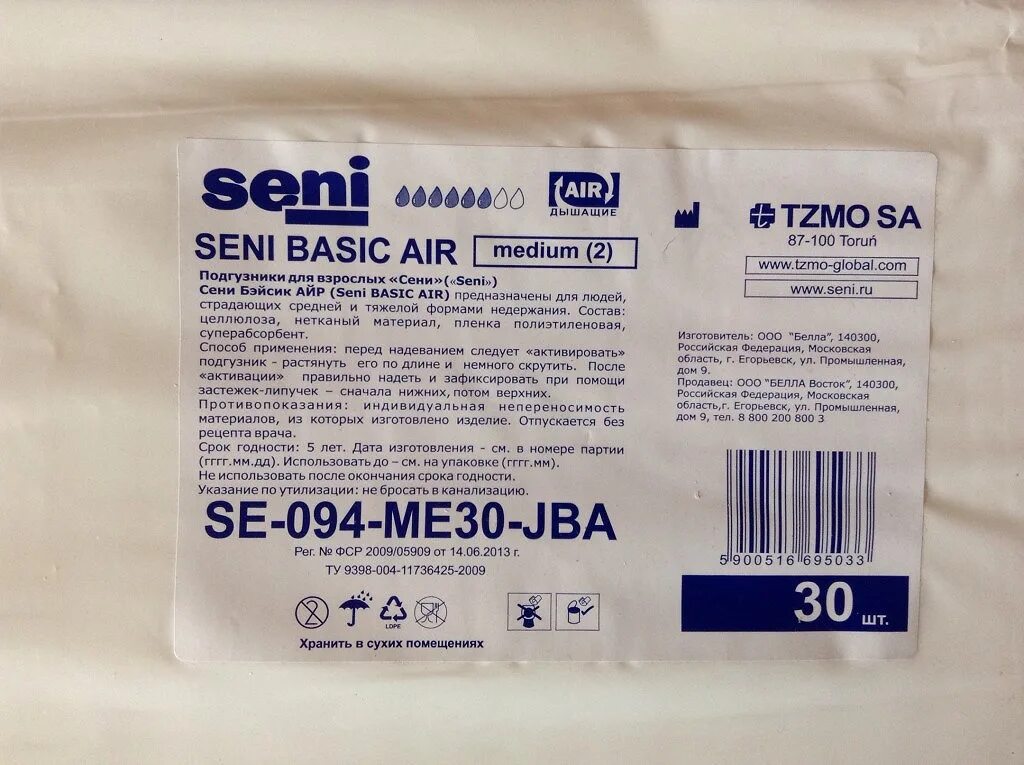 seni
AIR
ДЫШАЩИЕ
TZMO SA
87-100 Toruń
SENI BASIC AIR
medium (2)
www.tzmo-global.com
www.seni.ru
Подгузники для взрослых «Сени»(«Seni»)
Сени Бэйсик АЙР (Seni BASIC AIR) предназначены для людей,
страдающих средней и тяжелой формами недержания. Состав:
целлюлоза, нетканый материал, пленка полиэтиленовая,
суперабсорбент.
Способ применения: перед надеванием следует «активировать»
подгузник - растянуть его по длине и немного скрутить. После
«активации» правильно надеть и зафиксировать при помощи
застежек-липучек – сначала нижних, потом верхних.
Противопоказания: индивидуальная непереносимость
материалов, из которых изготовлено изделие. Отпускается без
рецепта врача.
Срок годности: 5 лет. Дата изготовления - см. в номере партии
(гггг.мм.дд). Использовать до – см. на упаковке (гггг.мм).
Не использовать после окончания срока годности.
Указание по утилизации: не бросать в канализацию.
Изготовитель: ООО "Белла", 140300,
Российская Федерация, Московская
область, г. Егорьевск, ул. Промышленная,
дом 9.
Продавец: ООО "БЕЛЛА Восток", 140300,
Российская Федерация, Московская
область,г. Егорьевск, ул. Промышленная,
дом 9, тел. 8 800 200 800 3
SE-094-ME30-JBA
Рег. № ФСР 2009/05909 от 14.06.2013 г.
ТУ 9398-004-11736425-2009
5 900516 695033
30 шт.
2
LDPE
Хранить в сухих помещениях